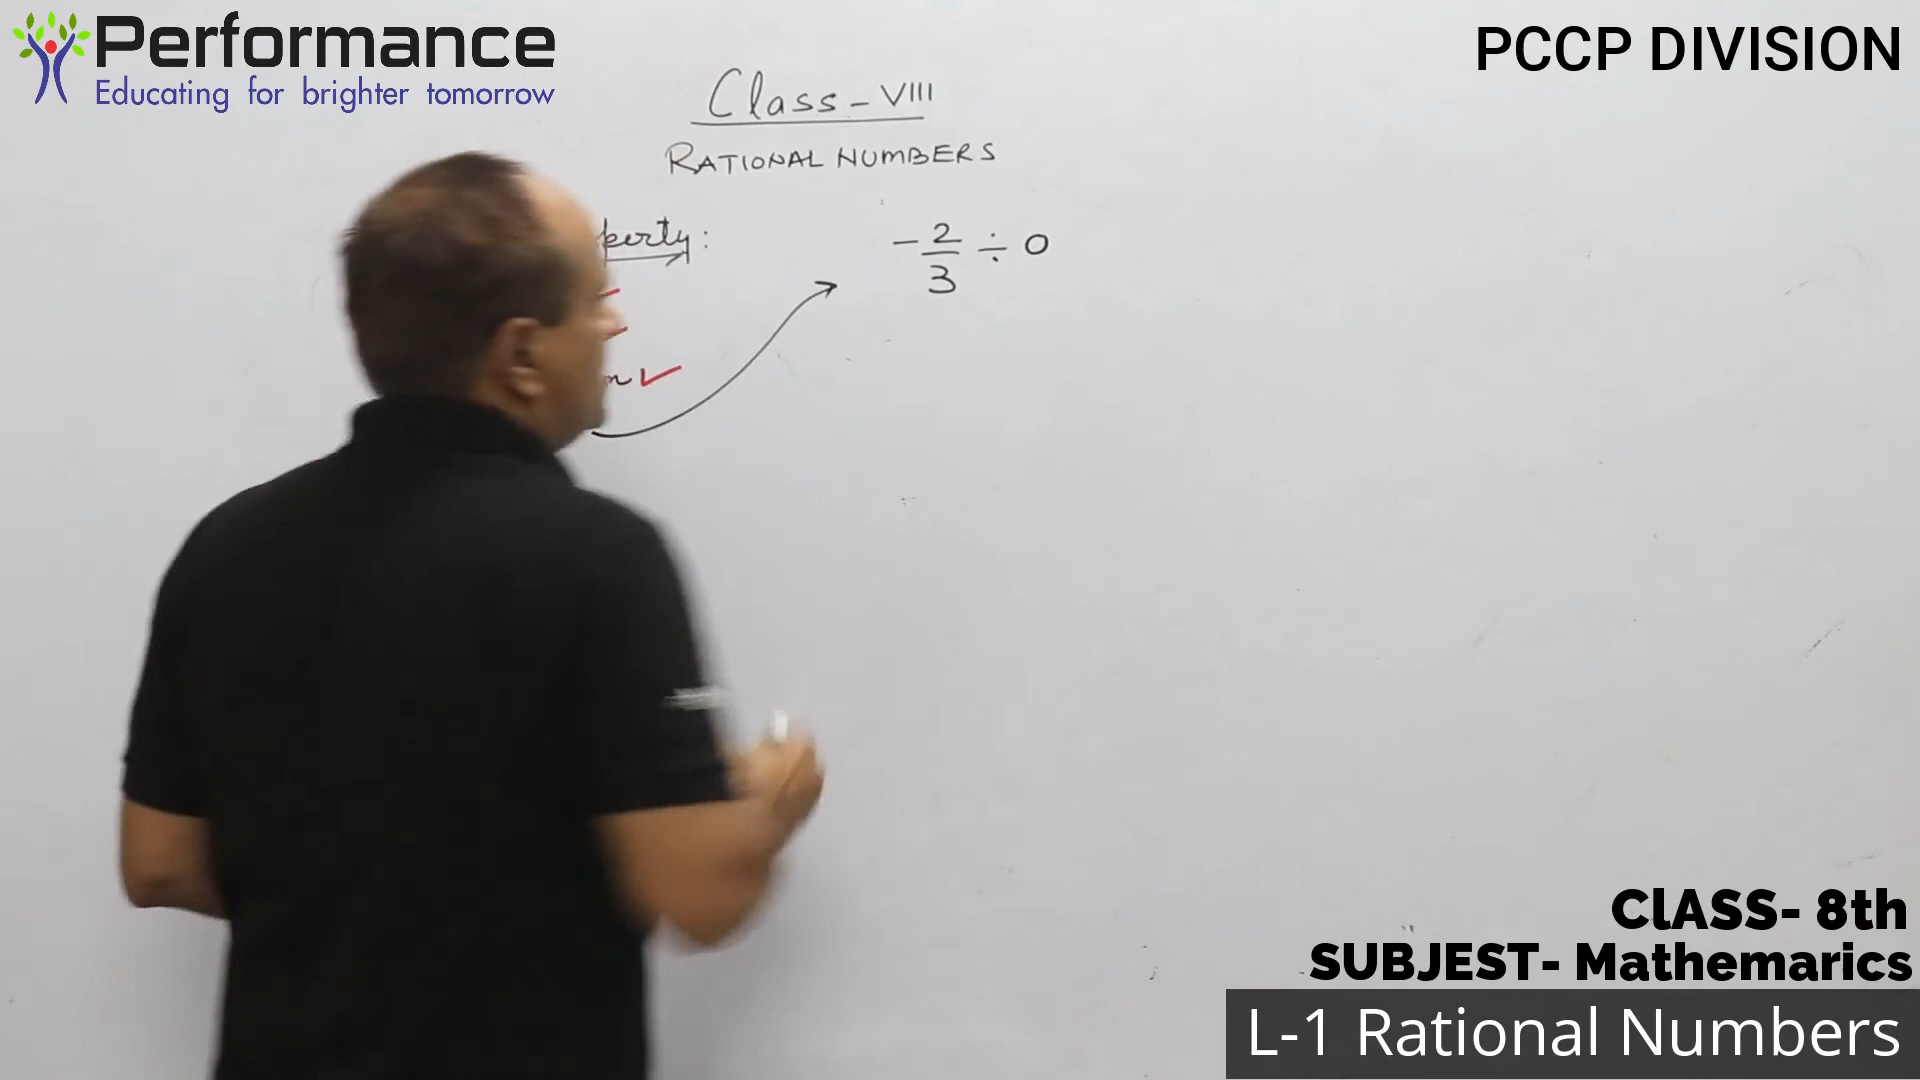 Performance
Educating for brighter tomorrow
PCCP DIVISION
Class - VIII
RATIONAL NUMBERS
perty:
- 2/3 ÷ 0
ClASS- 8th
SUBJEST- Mathemarics
L-1 Rational Numbers